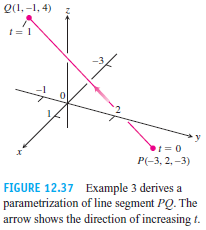 Q(1, −1, 4)
z
t = 1
−3
−1
0
1
2
y
x
t = 0
P(−3, 2, −3)
FIGURE 12.37 Example 3 derives a
parametrization of line segment PQ. The
arrow shows the direction of increasing t.